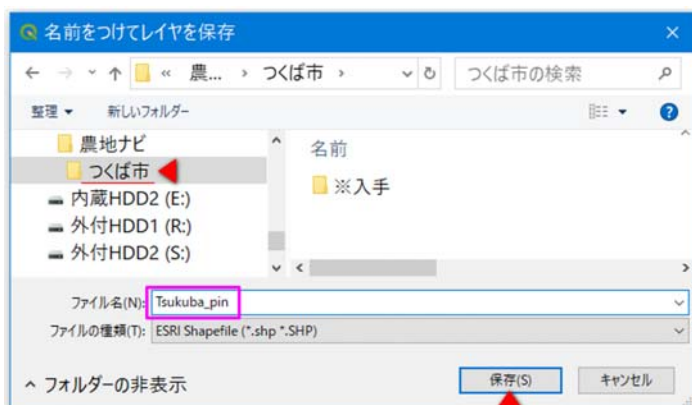 名前をつけてレイヤを保存
« 農... › つくば市 ›
つくば市の検索
整理
新しいフォルダー
農地ナビ
つくば市
内蔵HDD2 (E:)
外付HDD1 (R:)
外付HDD2 (S:)
名前
※入手
ファイル名(N): Tsukuba_pin
ファイルの種類(T): ESRI Shapefile (*.shp *.SHP)
フォルダーの非表示
保存(S)
キャンセル